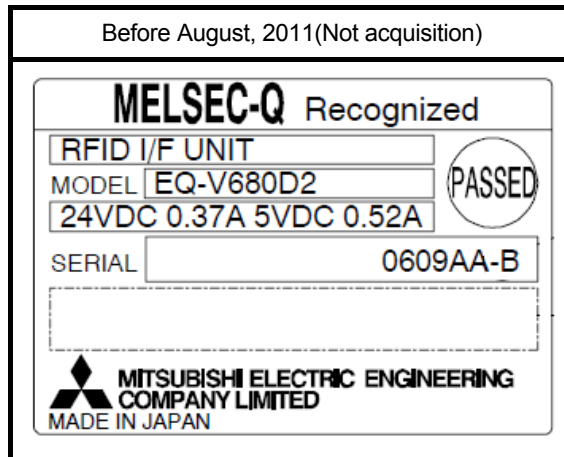 Before August, 2011(Not acquisition)
MELSEC-Q Recognized
RFID I/F UNIT
MODEL EQ-V680D2
PASSED
24VDC 0.37A 5VDC 0.52A
SERIAL 0609AA-B
MITSUBISHI ELECTRIC ENGINEERING
COMPANY LIMITED
MADE IN JAPAN